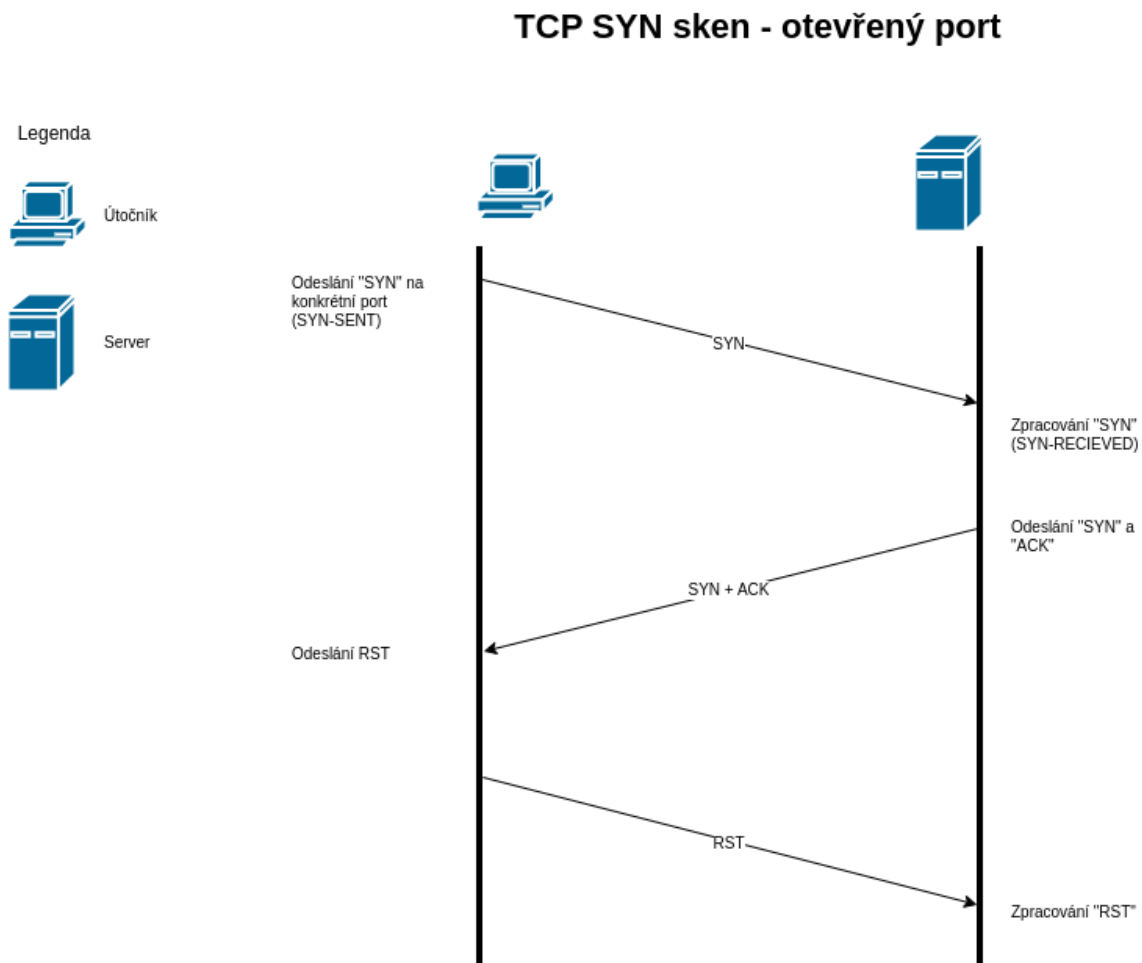 TCP SYN sken - otevřený port
Legenda
Útočník
Server
Odeslání "SYN" na
konkrétní port
(SYN-SENT)
SYN
Zpracování "SYN"
(SYN-RECIEVED)
Odeslání "SYN" a
"ACK"
SYN + ACK
Odeslání RST
RST
Zpracování "RST"